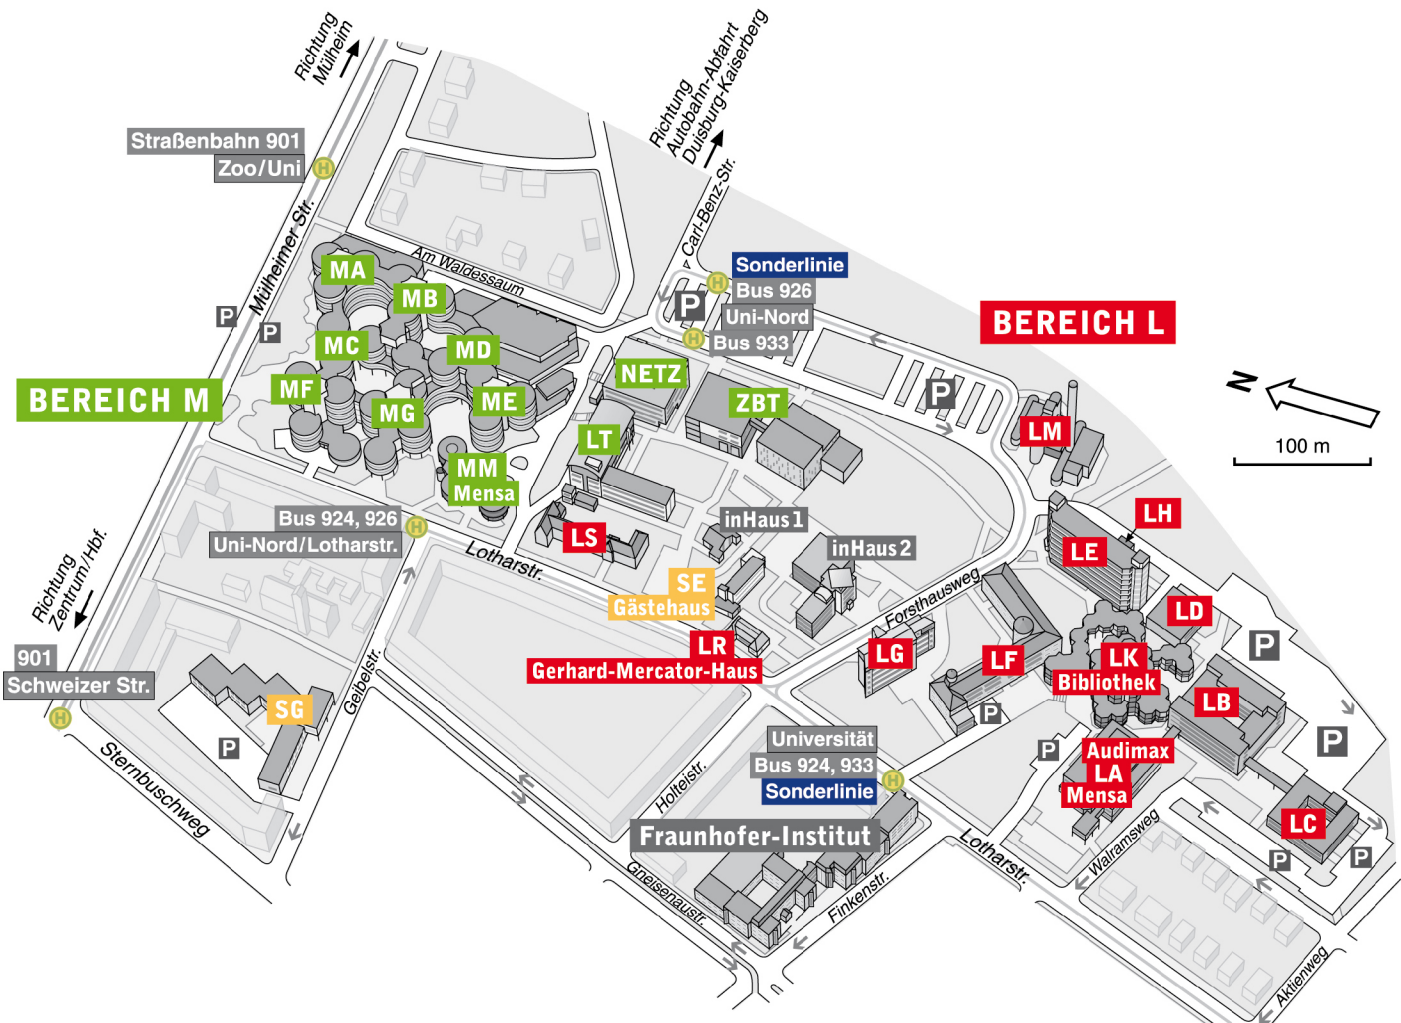 Richtung
Mülheim
Richtung
Autobahn-Abfahrt
Duisburg-Kaiserberg
Straßenbahn 901
Zoo/Uni
H
Mülheimer Str.
Carl-Benz-Str.
Am Waldessaum
MA
MB
MC
MD
MF
MG
ME
MM
Mensa
P
P
BEREICH M
H
Sonderlinie
Bus 926
Uni-Nord
H
Bus 933
P
BEREICH L
P
N
100 m
NETZ
ZBT
LT
LM
LS
inHaus1
inHaus2
LH
LE
Bus 924, 926
Uni-Nord/Lotharstr.
H
Lotharstr.
Richtung
Zentrum/Hbf.
SE
Gästehaus
Forsthausweg
LD
LR
Gerhard-Mercator-Haus
LG
LF
LK
Bibliothek
P
901
Schweizer Str.
H
Geibelstr.
SG
P
Sternbuschweg
LB
P
P
P
Universität
Bus 924, 933
Sonderlinie
H
Audimax
LA
Mensa
Holteistr.
Fraunhofer-Institut
LC
P
P
Lotharstr.
Walramsweg
Gneisenaustr.
Finkenstr.
Aktienweg